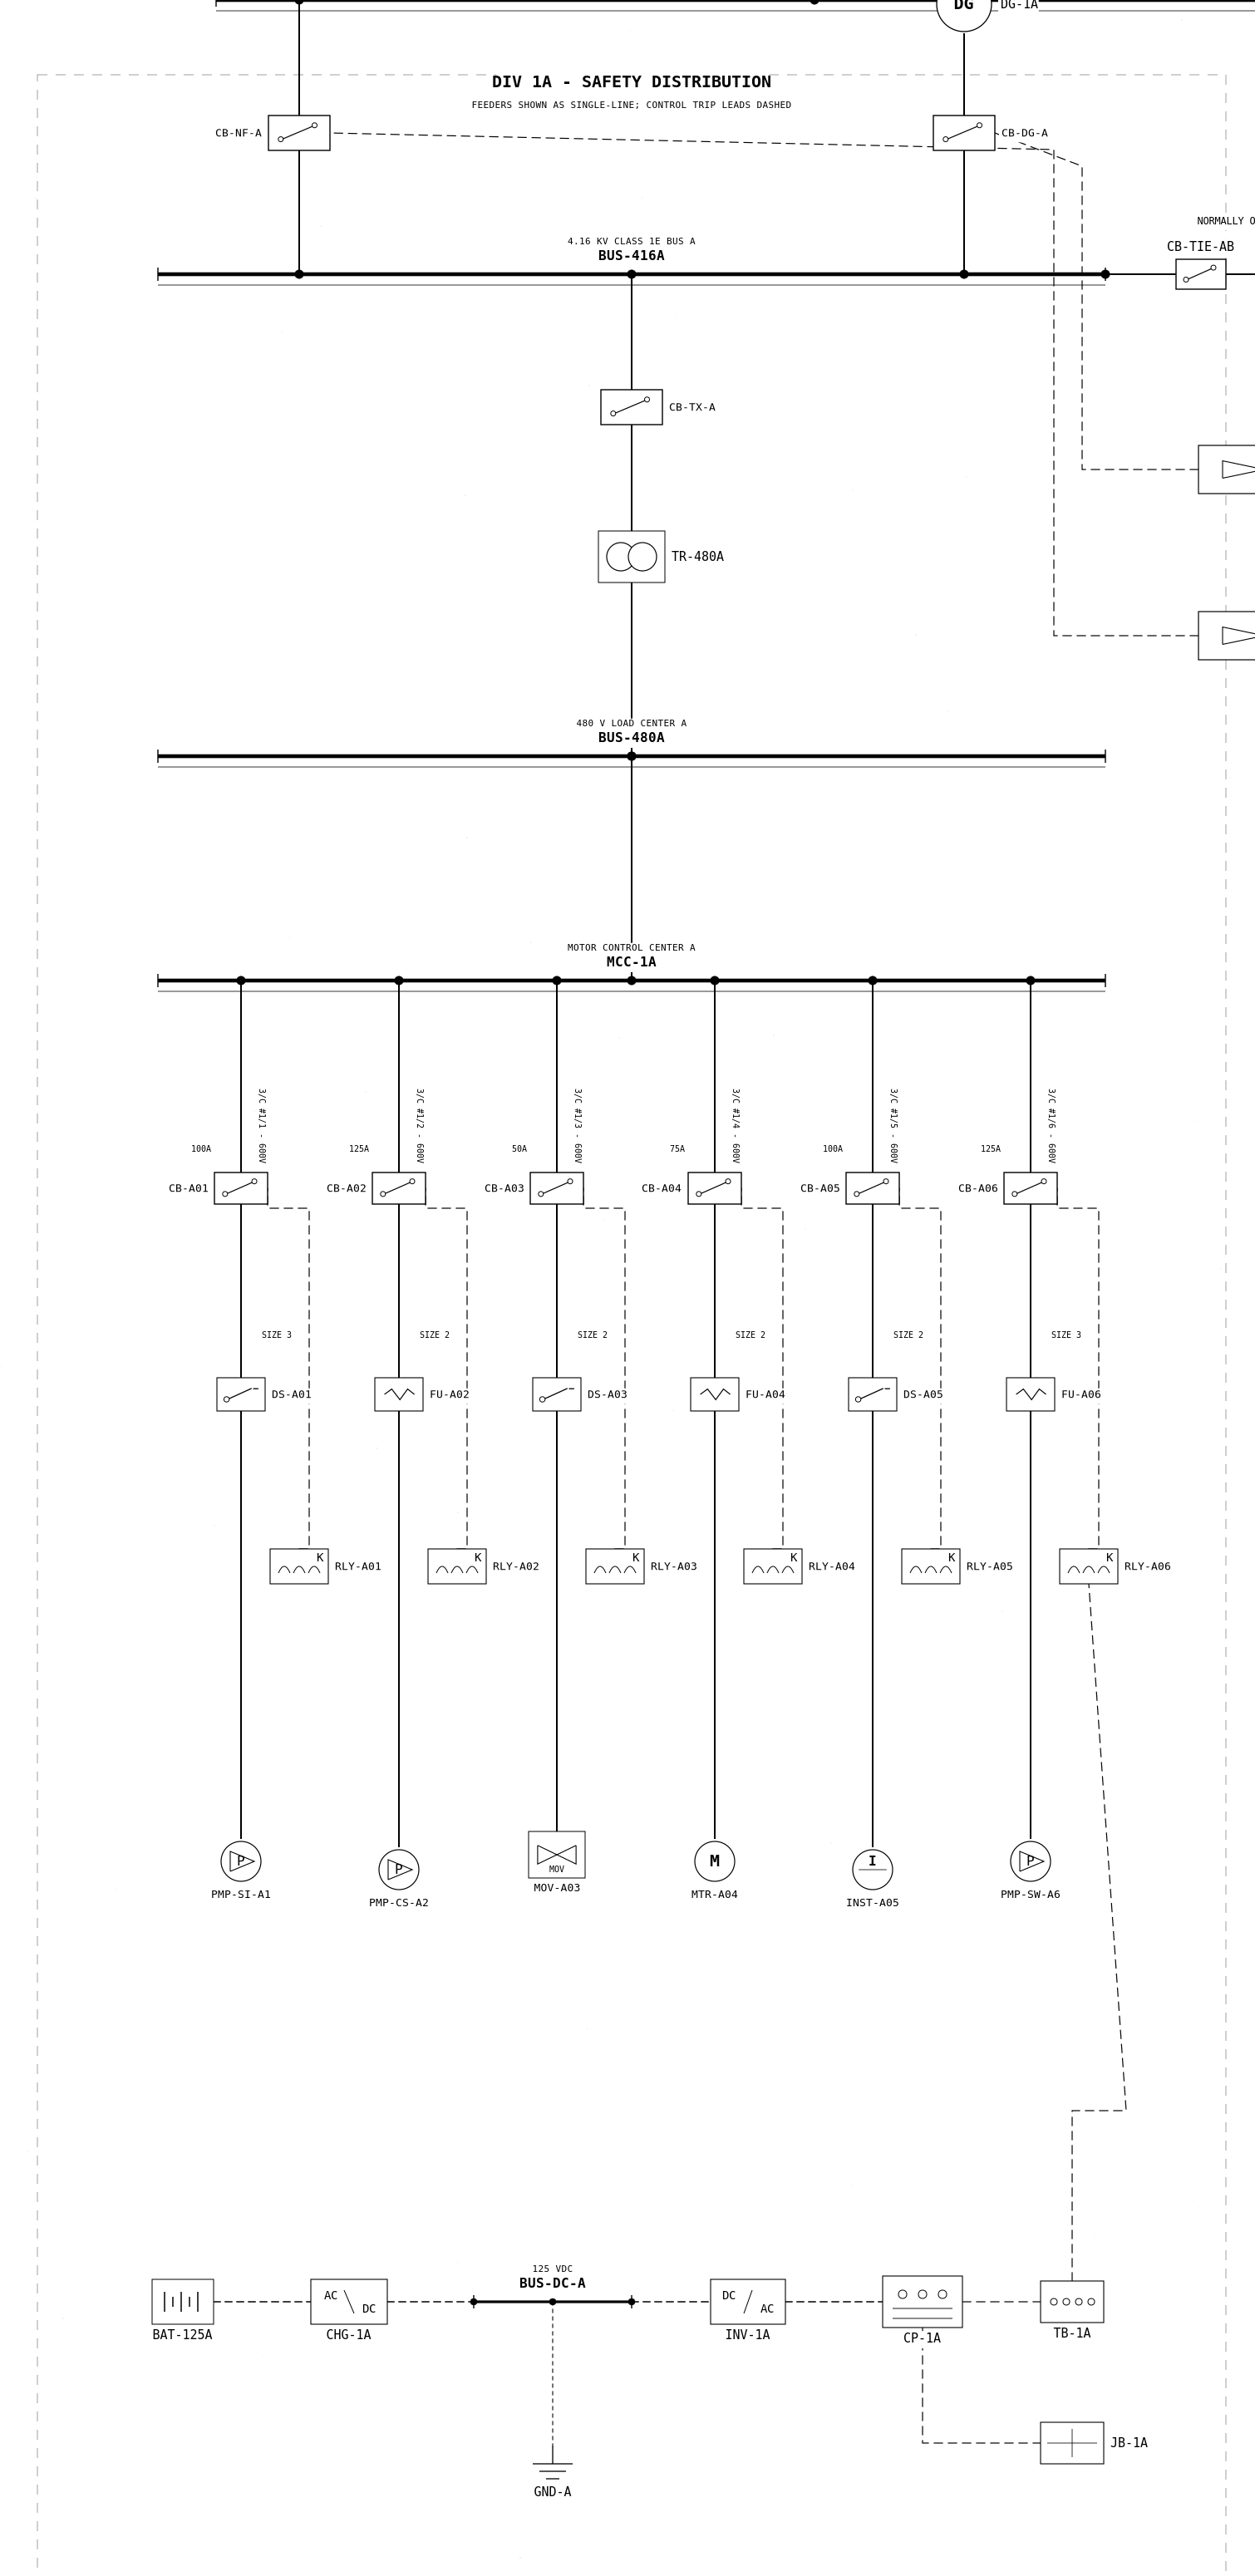 DG
DG-1A
DIV 1A - SAFETY DISTRIBUTION
FEEDERS SHOWN AS SINGLE-LINE; CONTROL TRIP LEADS DASHED
CB-NF-A
CB-DG-A
NORMALLY O
4.16 KV CLASS 1E BUS A
BUS-416A
CB-TIE-AB
CB-TX-A
TR-480A
480 V LOAD CENTER A
BUS-480A
MOTOR CONTROL CENTER A
MCC-1A
3/C #1/1 - 600V
3/C #1/2 - 600V
3/C #1/3 - 600V
3/C #1/4 - 600V
3/C #1/5 - 600V
3/C #1/6 - 600V
100A
125A
50A
75A
100A
125A
CB-A01
CB-A02
CB-A03
CB-A04
CB-A05
CB-A06
SIZE 3
SIZE 2
SIZE 2
SIZE 2
SIZE 2
SIZE 3
DS-A01
FU-A02
DS-A03
FU-A04
DS-A05
FU-A06
K
K
K
K
K
K
RLY-A01
RLY-A02
RLY-A03
RLY-A04
RLY-A05
RLY-A06
P
P
MOV
M
I
P
PMP-SI-A1
PMP-CS-A2
MOV-A03
MTR-A04
INST-A05
PMP-SW-A6
125 VDC
BUS-DC-A
AC
DC
DC
AC
BAT-125A
CHG-1A
INV-1A
CP-1A
TB-1A
JB-1A
GND-A